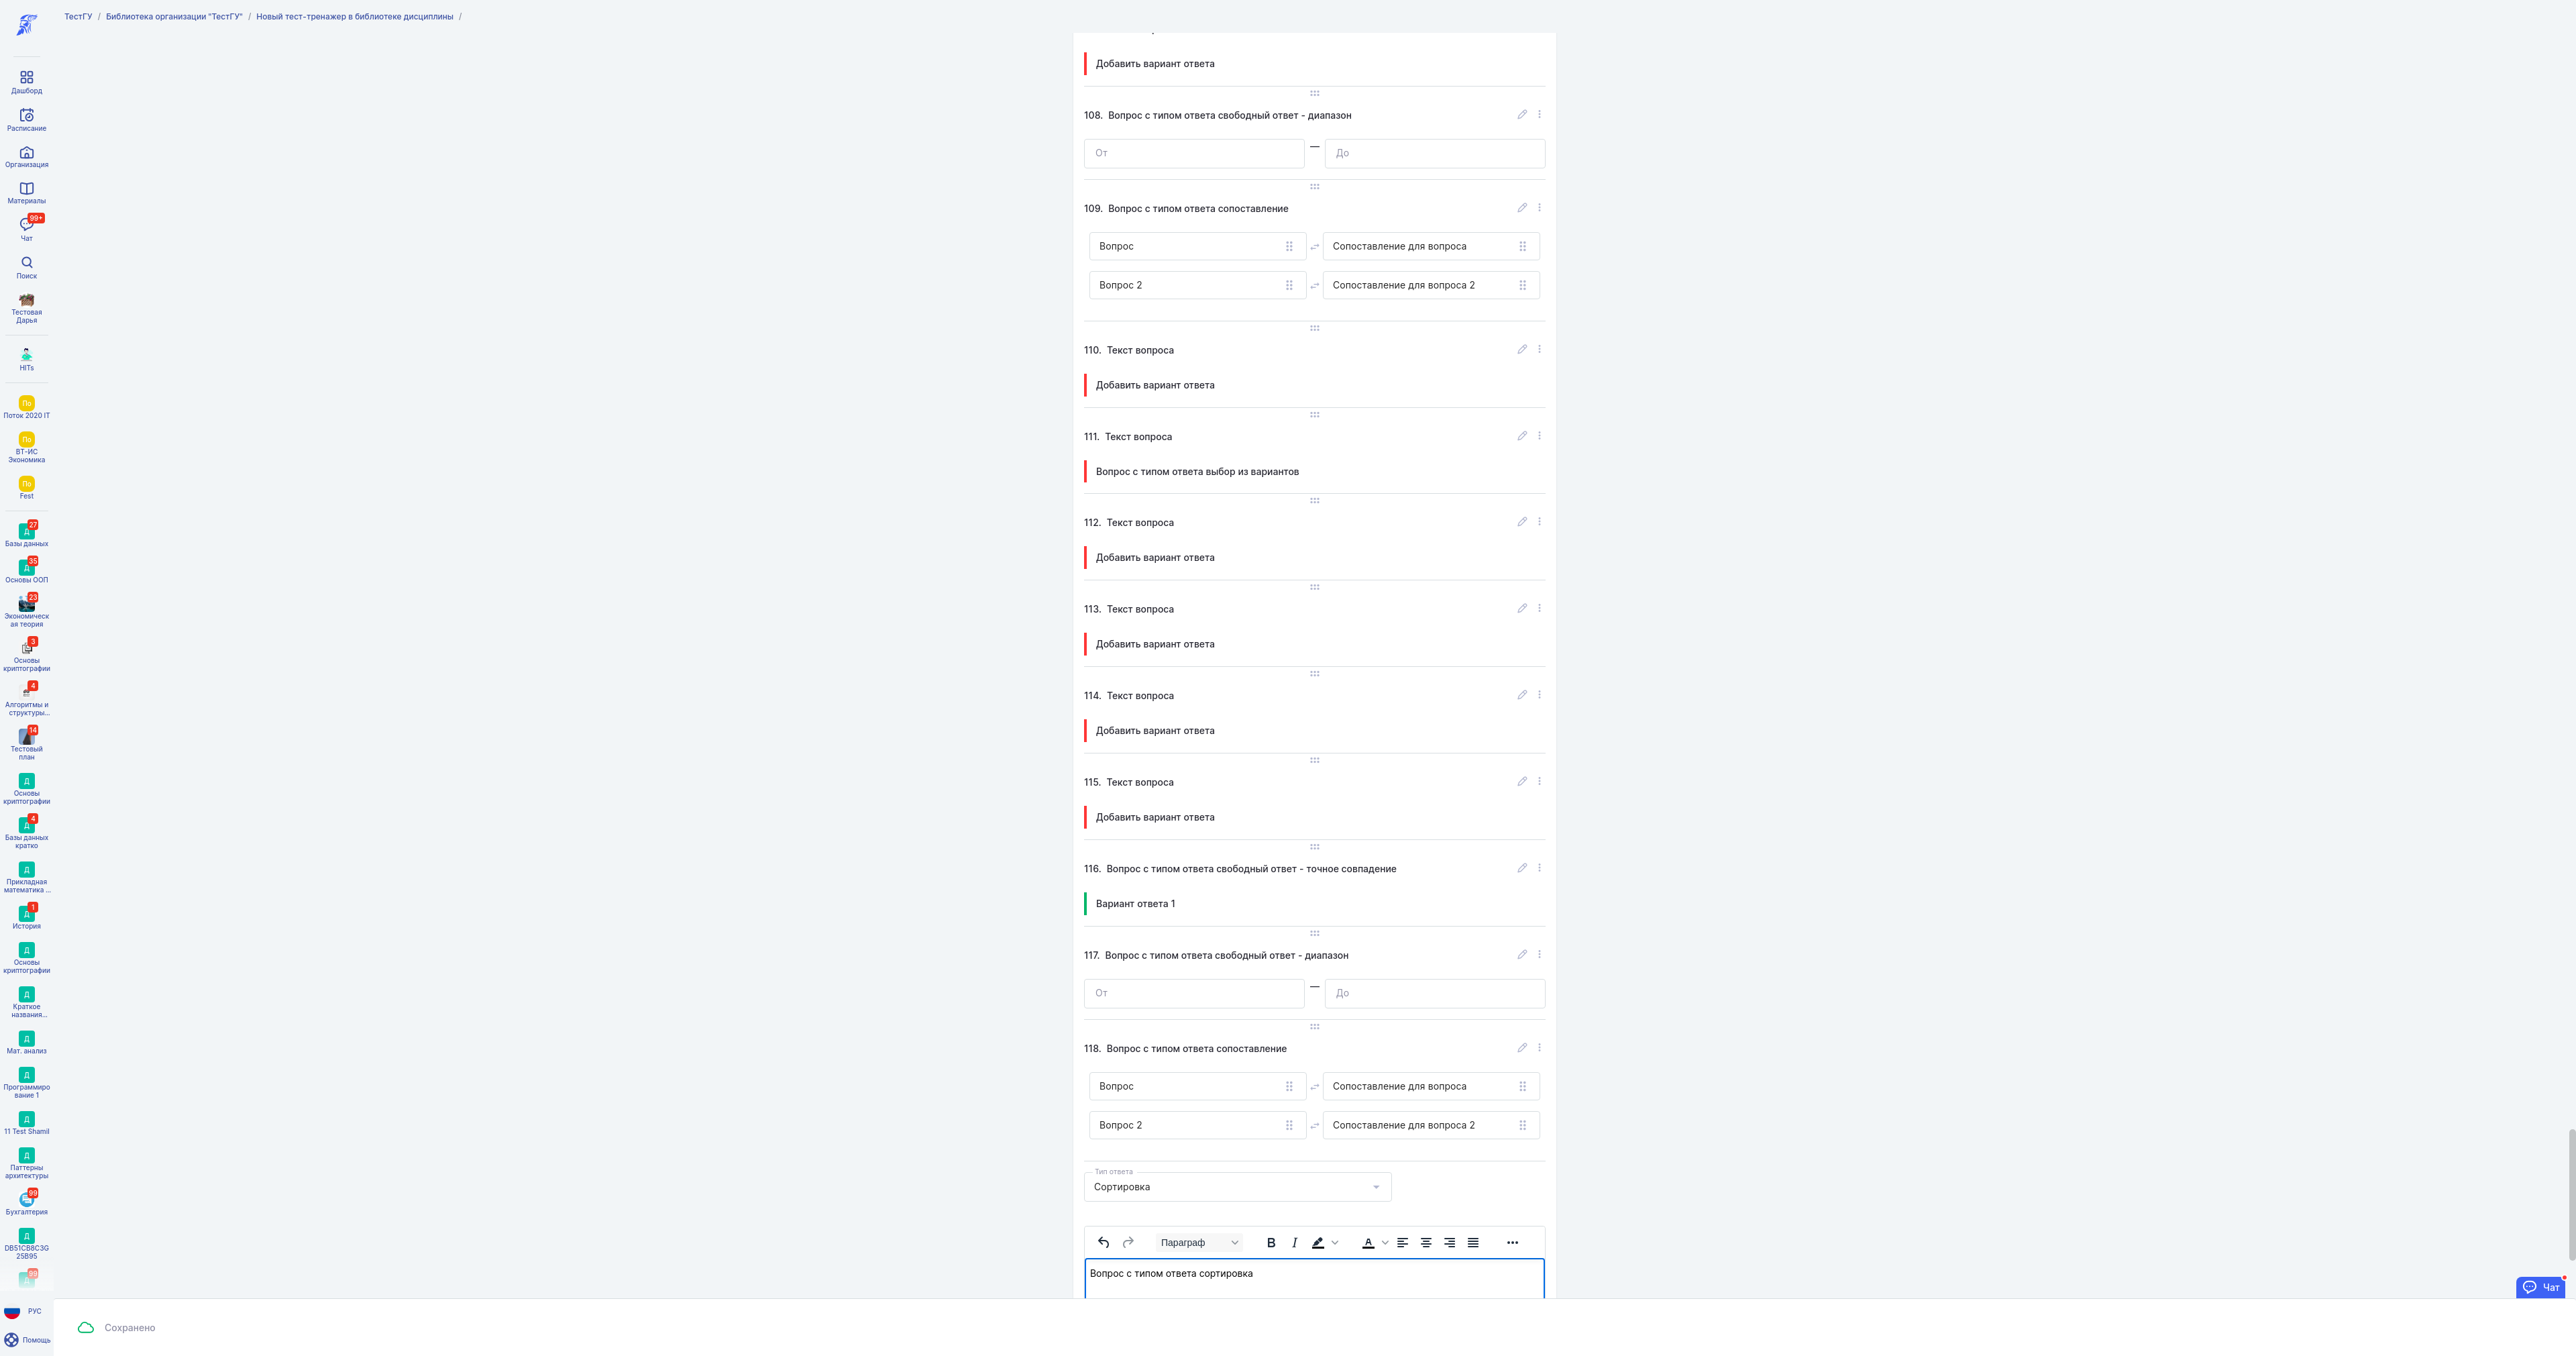 ТестГУ / Библиотека организации "ТестГУ" / Новый тест-тренажер в библиотеке дисциплины /
Дашборд
Расписание
Организация
Материалы
99+
Чат
Поиск
Тестовая
Дарья
HITs
По
Поток 2020 IT
По
ВТ-ИС
Экономика
По
Fest
27
Д
Базы данных
35
Д
Основы ООП
23
Экономическ
ая теория
3
Основы
криптографии
4
Алгоритмы и
структуры...
14
Тестовый
план
Д
Основы
криптографии
4
Д
Базы данных
кратко
Д
Прикладная
математика ...
1
Д
История
Д
Основы
криптографии
Д
Краткое
названия...
Д
Мат. анализ
Д
Программиро
вание 1
Д
11 Test Shamil
Д
Паттерны
архитектуры
99
Бухгалтерия
Д
DB51CB8C3G
25B95
99
Д
РУС
Помощь
Добавить вариант ответа
108. Вопрос с типом ответа свободный ответ - диапазон
От — До
109. Вопрос с типом ответа сопоставление
Вопрос Сопоставление для вопроса
Вопрос 2 Сопоставление для вопроса 2
110. Текст вопроса
Добавить вариант ответа
111. Текст вопроса
Вопрос с типом ответа выбор из вариантов
112. Текст вопроса
Добавить вариант ответа
113. Текст вопроса
Добавить вариант ответа
114. Текст вопроса
Добавить вариант ответа
115. Текст вопроса
Добавить вариант ответа
116. Вопрос с типом ответа свободный ответ - точное совпадение
Вариант ответа 1
117. Вопрос с типом ответа свободный ответ - диапазон
От — До
118. Вопрос с типом ответа сопоставление
Вопрос Сопоставление для вопроса
Вопрос 2 Сопоставление для вопроса 2
Тип ответа
Сортировка
Параграф B I A
Вопрос с типом ответа сортировка
Чат
Сохранено